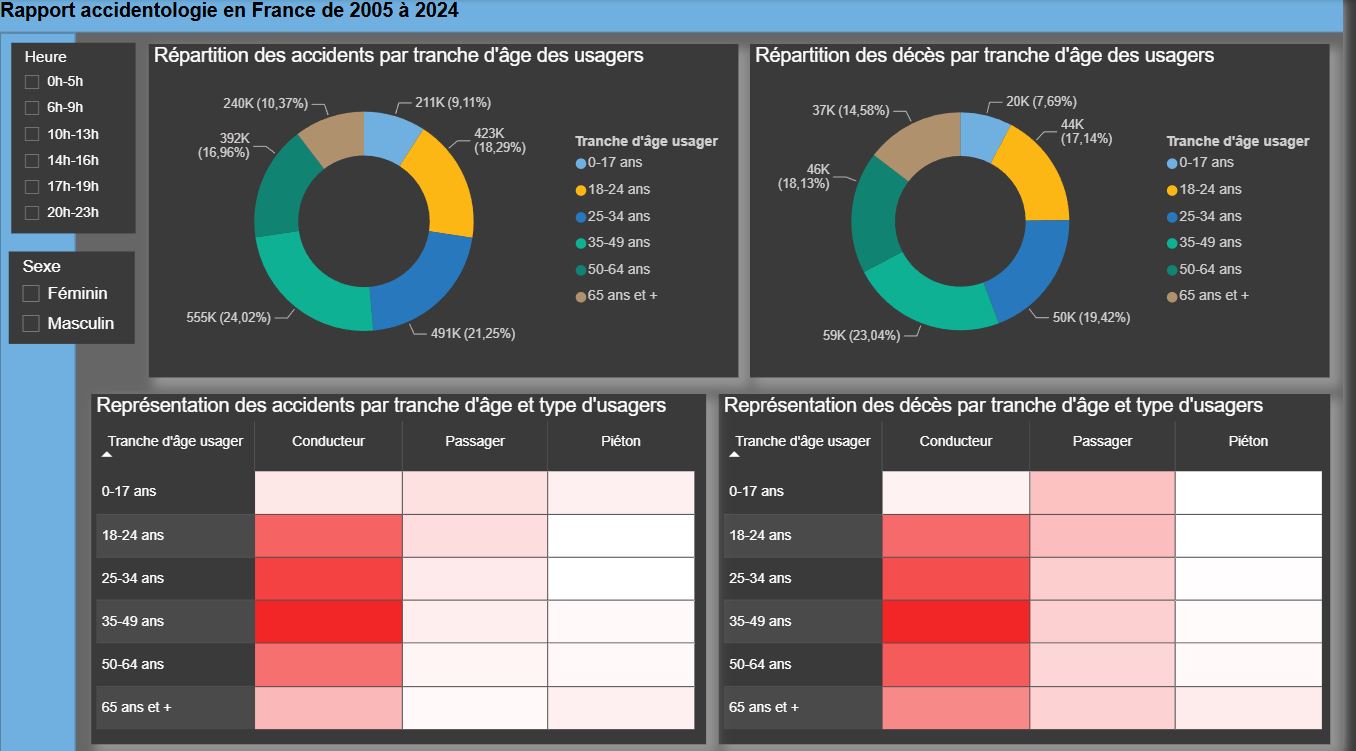 Rapport accidentologie en France de 2005 à 2024
Heure
0h-5h
6h-9h
10h-13h
14h-16h
17h-19h
20h-23h
Sexe
Féminin
Masculin
Répartition des accidents par tranche d'âge des usagers
240K (10,37%)
211K (9,11%)
392K
(16,96%)
423K
(18,29%)
555K (24,02%)
491K (21,25%)
Tranche d'âge usager
0-17 ans
18-24 ans
25-34 ans
35-49 ans
50-64 ans
65 ans et +
Répartition des décès par tranche d'âge des usagers
37K (14,58%)
20K (7,69%)
44K
(17,14%)
46K
(18,13%)
59K (23,04%)
50K (19,42%)
Tranche d'âge usager
0-17 ans
18-24 ans
25-34 ans
35-49 ans
50-64 ans
65 ans et +
Représentation des accidents par tranche d'âge et type d'usagers
Tranche d'âge usager Conducteur Passager Piéton
0-17 ans
18-24 ans
25-34 ans
35-49 ans
50-64 ans
65 ans et +
Représentation des décès par tranche d'âge et type d'usagers
Tranche d'âge usager Conducteur Passager Piéton
0-17 ans
18-24 ans
25-34 ans
35-49 ans
50-64 ans
65 ans et +